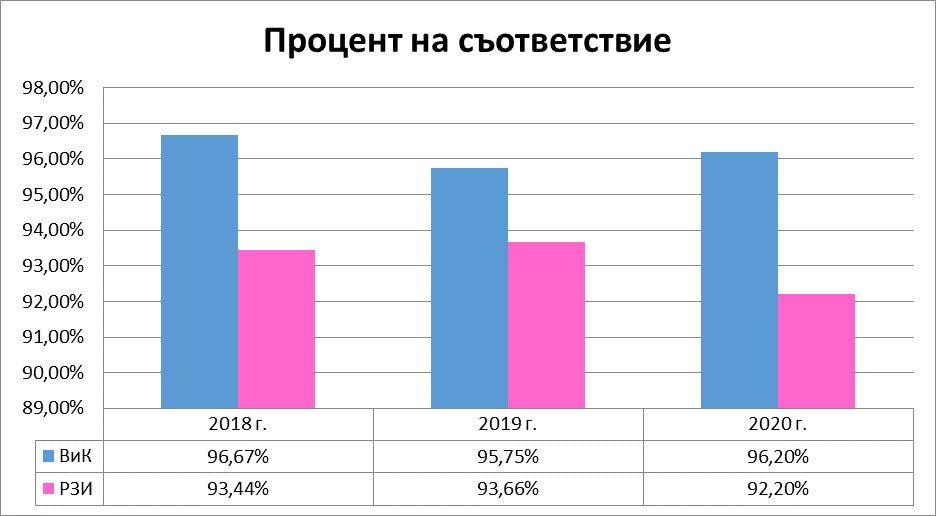 Процент на съответствие
98,00%
97,00%
96,00%
95,00%
94,00%
93,00%
92,00%
91,00%
90,00%
89,00%
2018 г. 2019 г. 2020 г.
ВиК 96,67% 95,75% 96,20%
РЗИ 93,44% 93,66% 92,20%